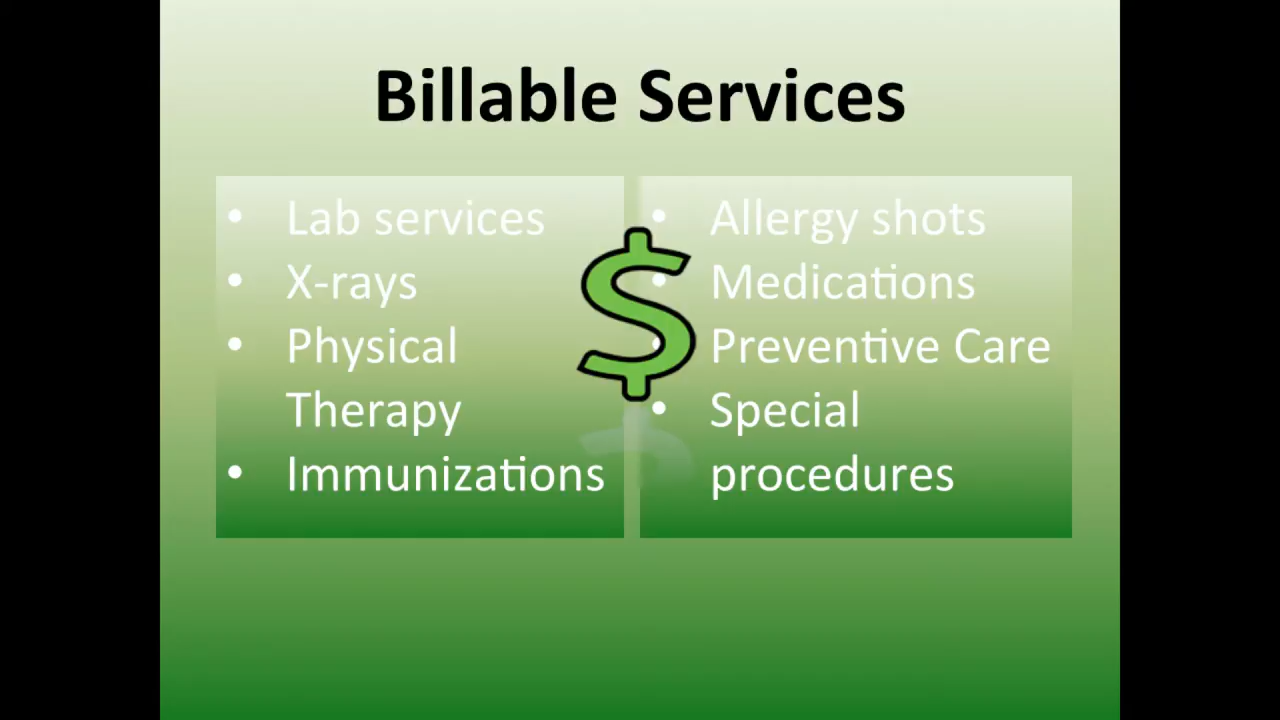 Billable Services
• Lab services
• X-rays
• Physical
Therapy
• Immunizations
• Allergy shots
• Medications
• Preventive Care
• Special
procedures
$